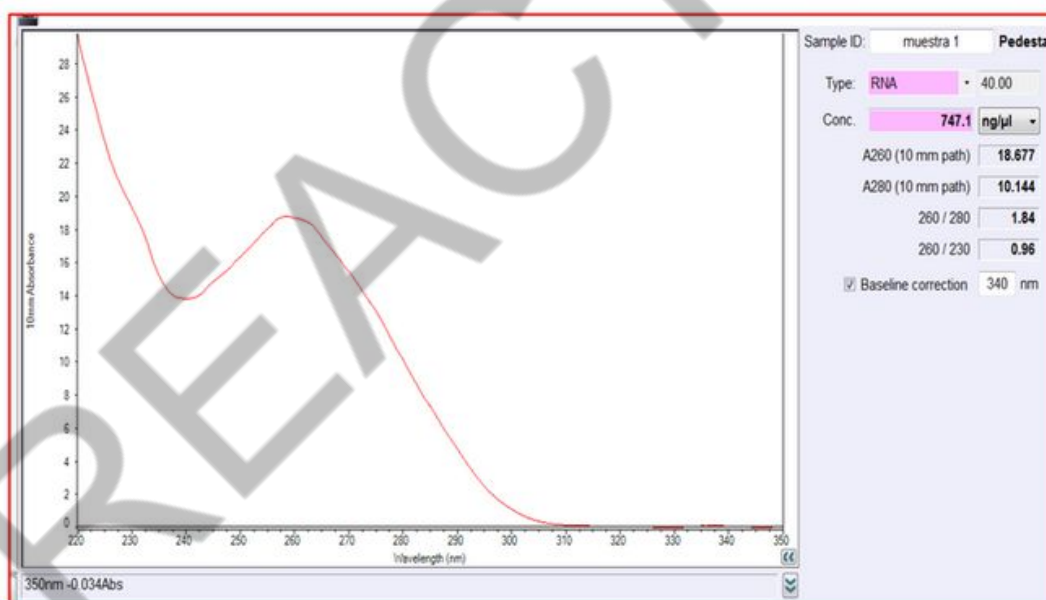 Sample ID: muestra 1 Pedesta
Type: RNA 40.00
Conc. 747.1 ng/µl
A260 (10 mm path) 18.677
A280 (10 mm path) 10.144
260 / 280 1.84
260 / 230 0.96
Baseline correction 340 nm
10mm Absorbance
28
26
24
22
20
18
16
14
12
10
8
6
4
2
0
220 230 240 250 260 270 280 290 300 310 320 330 340 350
Wavelength (nm)
350nm -0.034Abs
REACT